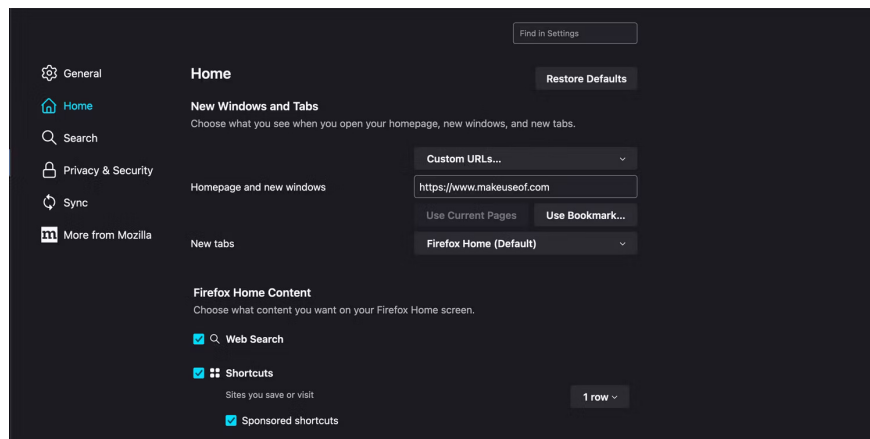 Find in Settings
General
Home
Search
Privacy & Security
Sync
m More from Mozilla
Home
Restore Defaults
New Windows and Tabs
Choose what you see when you open your homepage, new windows, and new tabs.
Custom URLs...
Homepage and new windows
https://www.makeuseof.com
Use Current Pages
Use Bookmark...
New tabs
Firefox Home (Default)
Firefox Home Content
Choose what content you want on your Firefox Home screen.
Web Search
Shortcuts
Sites you save or visit
1 row
Sponsored shortcuts